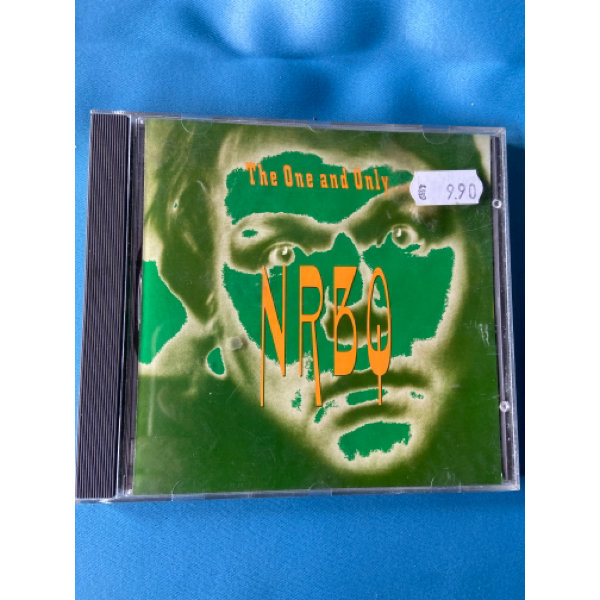 The One and Only
9.90
NRBQ